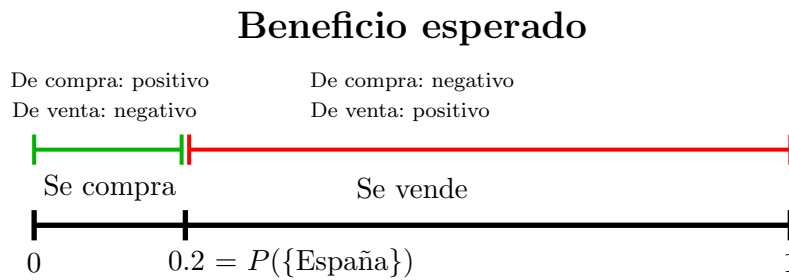 Beneficio esperado
De compra: positivo
De venta: negativo
De compra: negativo
De venta: positivo
Se compra
Se vende
0
0.2 = P({España})
1